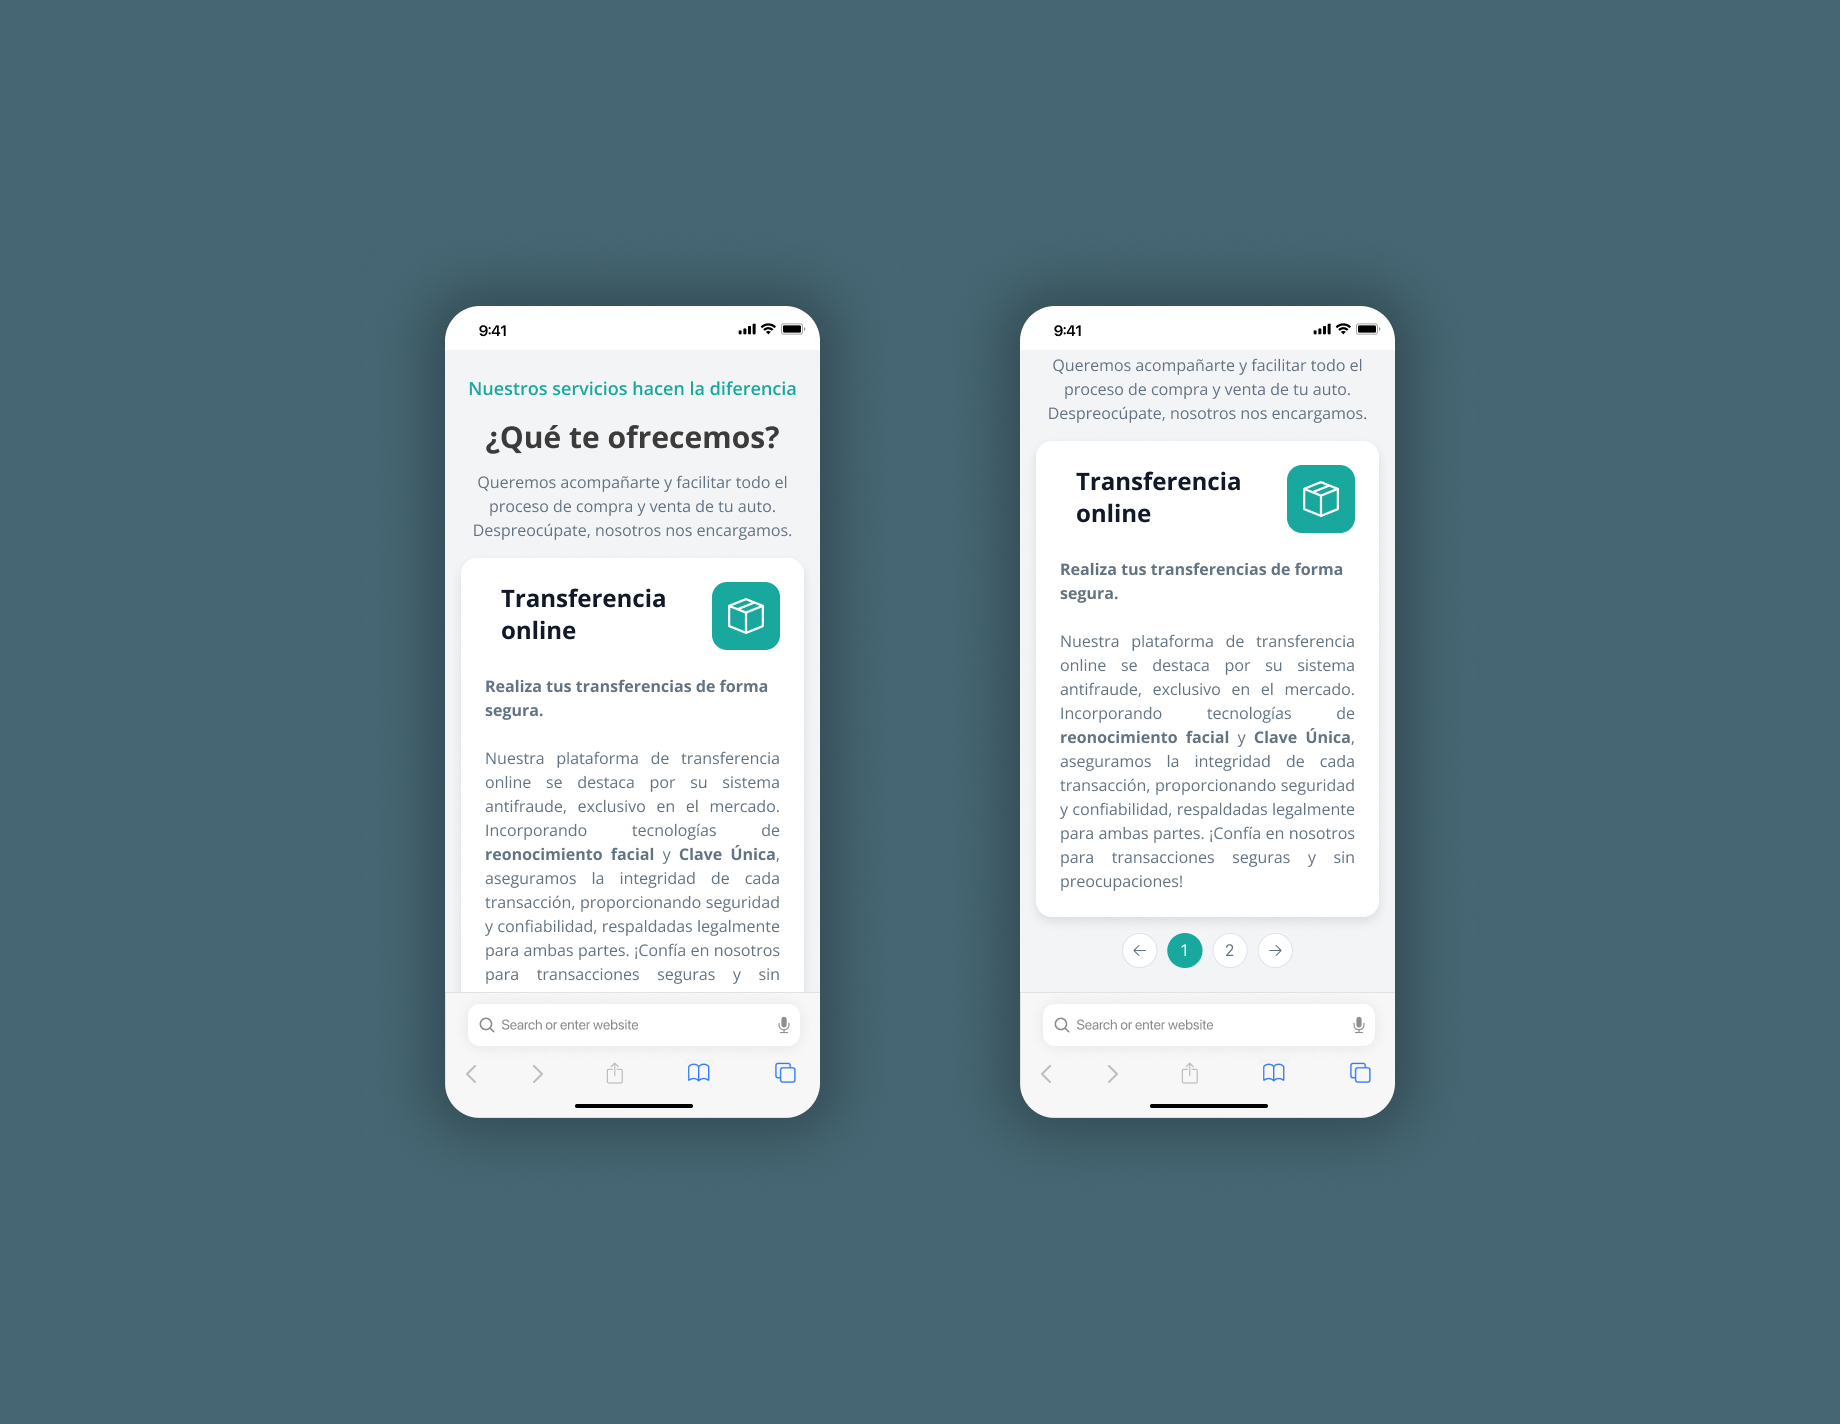 9:41
Nuestros servicios hacen la diferencia
¿Qué te ofrecemos?
Queremos acompañarte y facilitar todo el
proceso de compra y venta de tu auto.
Despreocúpate, nosotros nos encargamos.
Transferencia
online
Realiza tus transferencias de forma
segura.
Nuestra plataforma de transferencia
online se destaca por su sistema
antifraude, exclusivo en el mercado.
Incorporando tecnologías de
reonocimiento facial y Clave Única,
aseguramos la integridad de cada
transacción, proporcionando seguridad
y confiabilidad, respaldadas legalmente
para ambas partes. ¡Confía en nosotros
para transacciones seguras y sin
Search or enter website
9:41
Queremos acompañarte y facilitar todo el
proceso de compra y venta de tu auto.
Despreocúpate, nosotros nos encargamos.
Transferencia
online
Realiza tus transferencias de forma
segura.
Nuestra plataforma de transferencia
online se destaca por su sistema
antifraude, exclusivo en el mercado.
Incorporando tecnologías de
reonocimiento facial y Clave Única,
aseguramos la integridad de cada
transacción, proporcionando seguridad
y confiabilidad, respaldadas legalmente
para ambas partes. ¡Confía en nosotros
para transacciones seguras y sin
preocupaciones!
1 2
Search or enter website